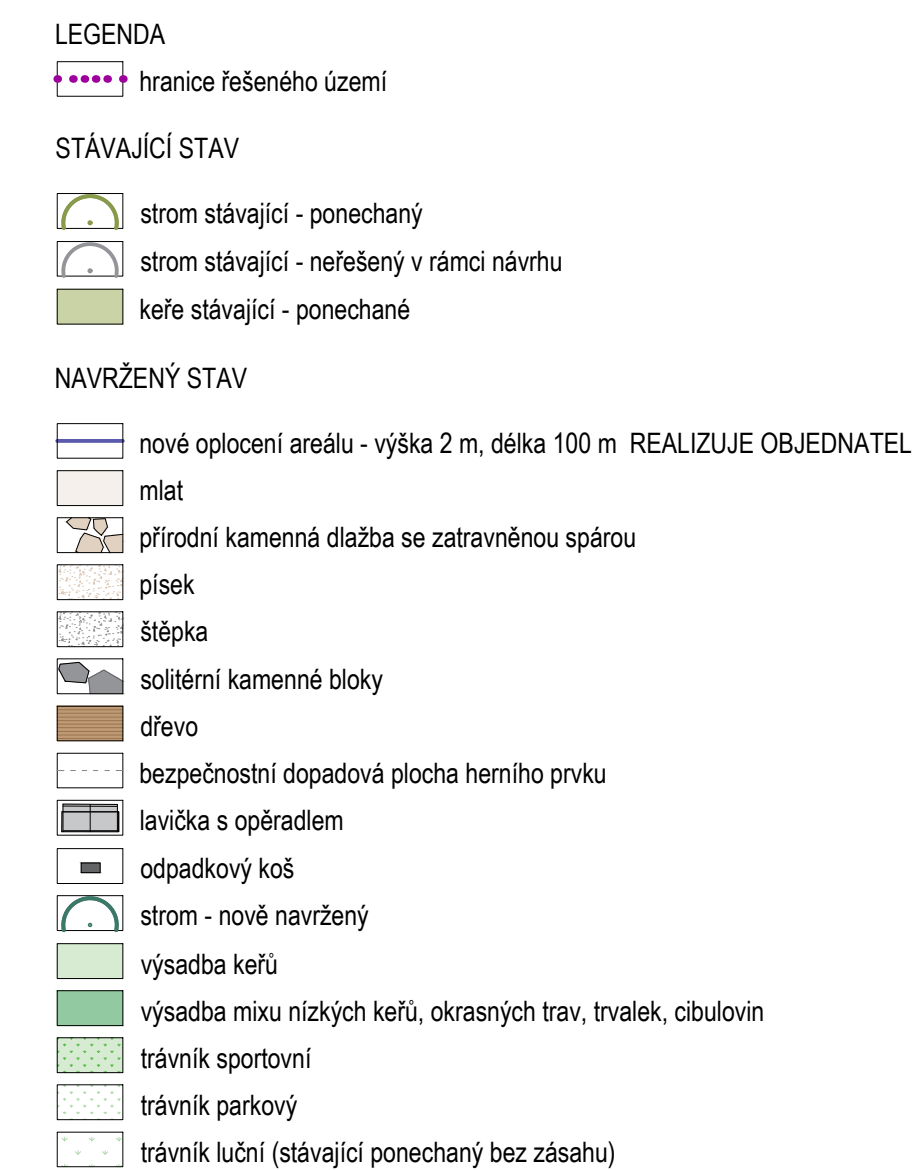 LEGENDA
hranice řešeného území
STÁVAJÍCÍ STAV
strom stávající - ponechaný
strom stávající - neřešený v rámci návrhu
keře stávající - ponechané
NAVRŽENÝ STAV
nové oplocení areálu - výška 2 m, délka 100 m  REALIZUJE OBJEDNATEL
mlat
přírodní kamenná dlažba se zatravněnou spárou
písek
štěpka
solitérní kamenné bloky
dřevo
bezpečnostní dopadová plocha herního prvku
lavička s opěradlem
odpadkový koš
strom - nově navržený
výsadba keřů
výsadba mixu nízkých keřů, okrasných trav, trvalek, cibulovin
trávník sportovní
trávník parkový
trávník luční (stávající ponechaný bez zásahu)